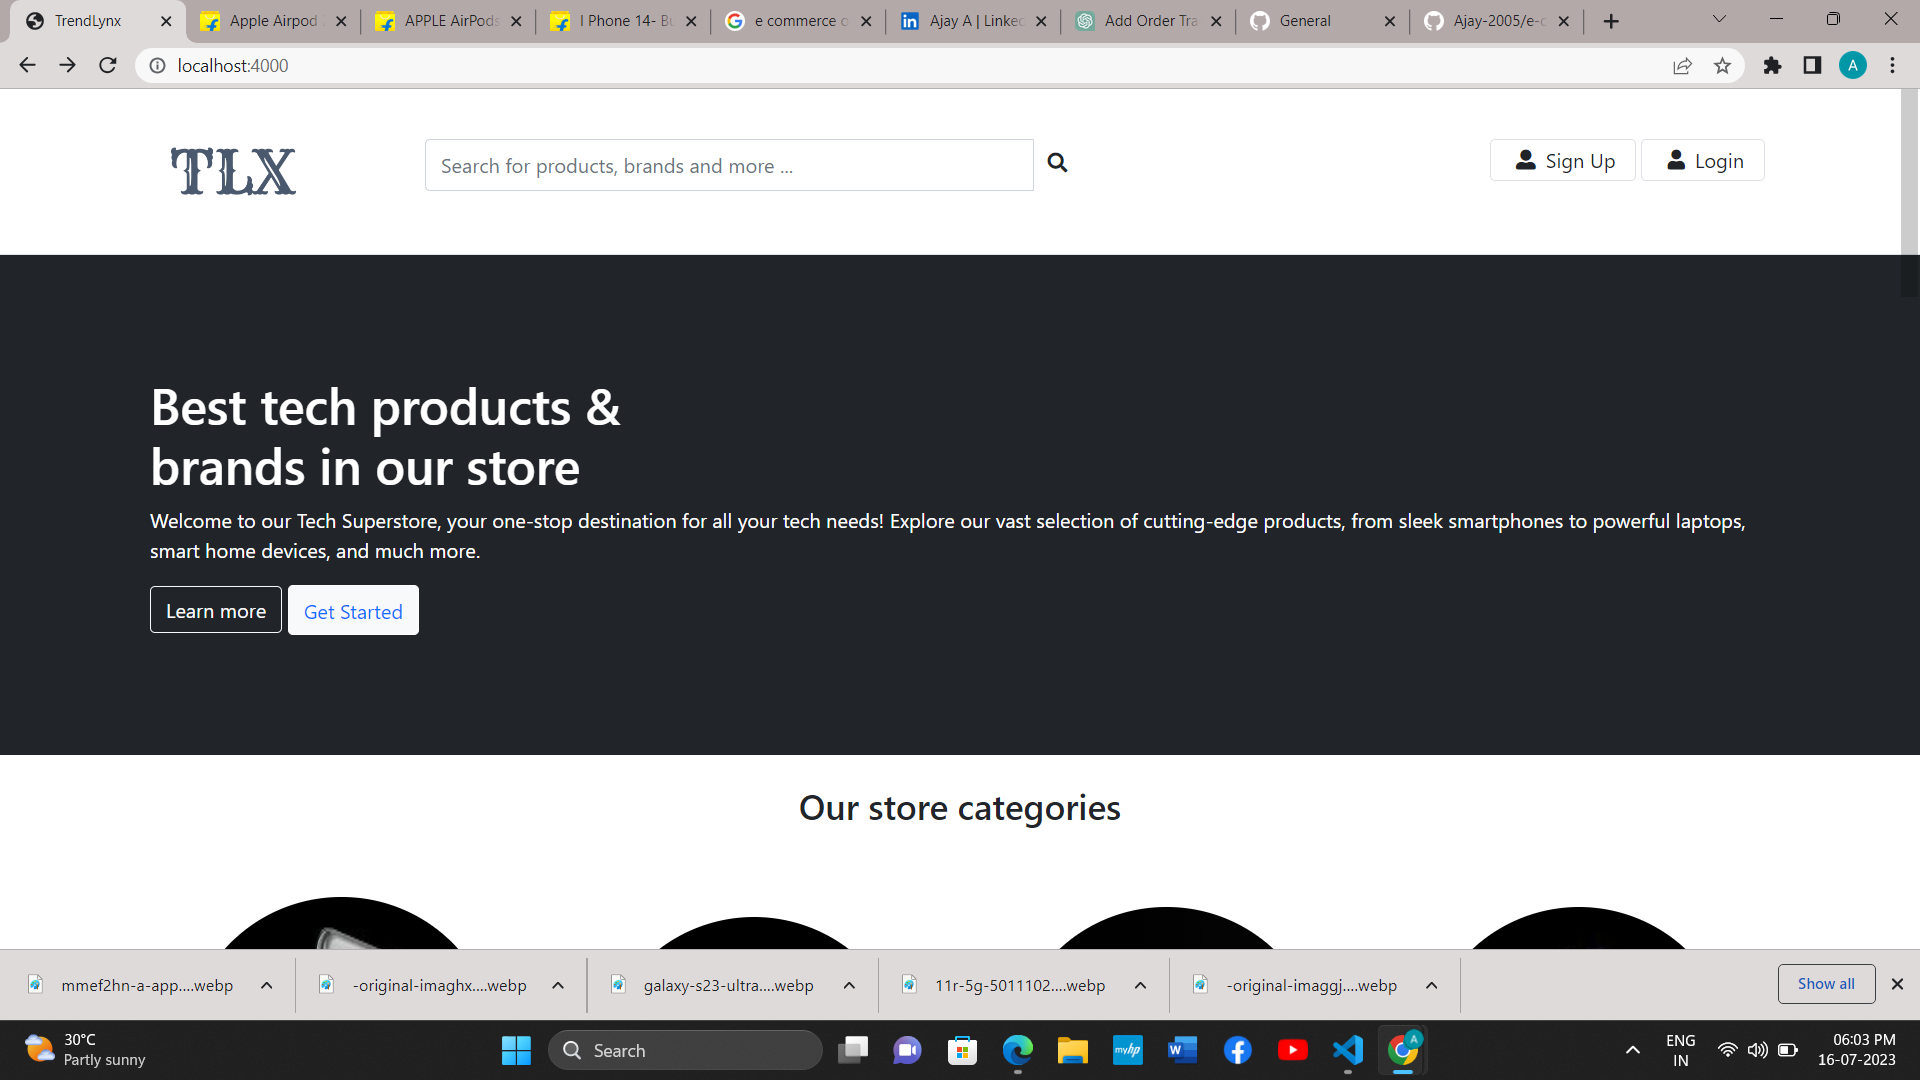 TrendLynx
Apple Airpod
APPLE AirPods
I Phone 14- Bu
e commerce o
Ajay A | Linked
Add Order Tra
General
Ajay-2005/e-c
localhost:4000
A
TLX
Search for products, brands and more ...
Sign Up
Login
Best tech products &
brands in our store
Welcome to our Tech Superstore, your one-stop destination for all your tech needs! Explore our vast selection of cutting-edge products, from sleek smartphones to powerful laptops,
smart home devices, and much more.
Learn more
Get Started
Our store categories
mmef2hn-a-app....webp
-original-imaghx....webp
galaxy-s23-ultra....webp
11r-5g-5011102....webp
-original-imaggj....webp
Show all
30°C
Partly sunny
Search
myhp
W
A
ENG
IN
06:03 PM
16-07-2023